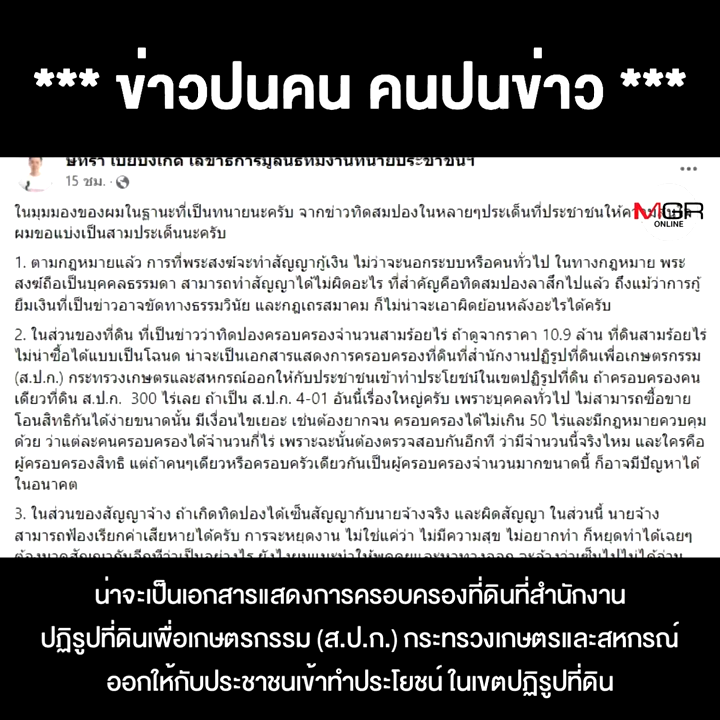 *** ข่าวปนคน คนปนข่าว ***
ษิทรา เบี้ยบังเกิด เลขาธิการมูลนิธิทีมงานทนายประชาชนฯ
15 ชม.
MGR
ONLINE
ในมุมมองของผมในฐานะที่เป็นทนายนะครับ จากข่าวทิดสมปองในหลายๆประเด็นที่ประชาชนให้
ผมขอแบ่งเป็นสามประเด็นนะครับ
1. ตามกฎหมายแล้ว การที่พระสงฆ์จะทำสัญญากู้เงิน ไม่ว่าจะนอกระบบหรือคนทั่วไป ในทางกฎหมาย พระ
สงฆ์ถือเป็นบุคคลธรรมดา สามารถทำสัญญาได้ไม่ผิดอะไร ที่สำคัญคือทิดสมปองลาสึกไปแล้ว ถึงแม้ว่าการกู้
ยืมเงินที่เป็นข่าวอาจขัดทางธรรมวินัย และกฎเถรสมาคม ก็ไม่น่าจะเอาผิดย้อนหลังอะไรได้ครับ
2. ในส่วนของที่ดิน ที่เป็นข่าวว่าทิดปองครอบครองจำนวนสามร้อยไร่ ถ้าดูจากราคา 10.9 ล้าน ที่ดินสามร้อยไร่
ไม่น่าซื้อได้แบบเป็นโฉนด น่าจะเป็นเอกสารแสดงการครอบครองที่ดินที่สำนักงานปฏิรูปที่ดินเพื่อเกษตรกรรม
(ส.ป.ก.) กระทรวงเกษตรและสหกรณ์ออกให้กับประชาชนเข้าทำประโยชน์ในเขตปฏิรูปที่ดิน ถ้าครอบครองคน
เดียวที่ดิน ส.ป.ก. 300 ไร่เลย ถ้าเป็น ส.ป.ก. 4-01 อันนี้เรื่องใหญ่ครับ เพราะบุคคลทั่วไป ไม่สามารถซื้อขาย
โอนสิทธิกันได้ง่ายขนาดนั้น มีเงื่อนไขเยอะ เช่นต้องยากจน ครอบครองได้ไม่เกิน 50 ไร่และมีกฎหมายควบคุม
ด้วย ว่าแต่ละคนครอบครองได้จำนวนกี่ไร่ เพราะฉะนั้นต้องตรวจสอบกันอีกที ว่ามีจำนวนนี้จริงไหม และใครคือ
ผู้ครอบครองสิทธิ แต่ถ้าคนๆเดียวหรือครอบครัวเดียวกันเป็นผู้ครอบครองจำนวนมากขนาดนี้ ก็อาจมีปัญหาได้
ในอนาคต
3. ในส่วนของสัญญาจ้าง ถ้าเกิดทิดปองได้เซ็นสัญญากับนายจ้างจริง และผิดสัญญา ในส่วนนี้ นายจ้าง
สามารถฟ้องเรียกค่าเสียหายได้ครับ การจะหยุดงาน ไม่ใช่แค่ว่า ไม่มีความสุข ไม่อยากทำ ก็หยุดทำได้เฉยๆ
น่าจะเป็นเอกสารแสดงการครอบครองที่ดินที่สำนักงาน
ปฏิรูปที่ดินเพื่อเกษตรกรรม (ส.ป.ก.) กระทรวงเกษตรและสหกรณ์
ออกให้กับประชาชนเข้าทำประโยชน์ ในเขตปฏิรูปที่ดิน